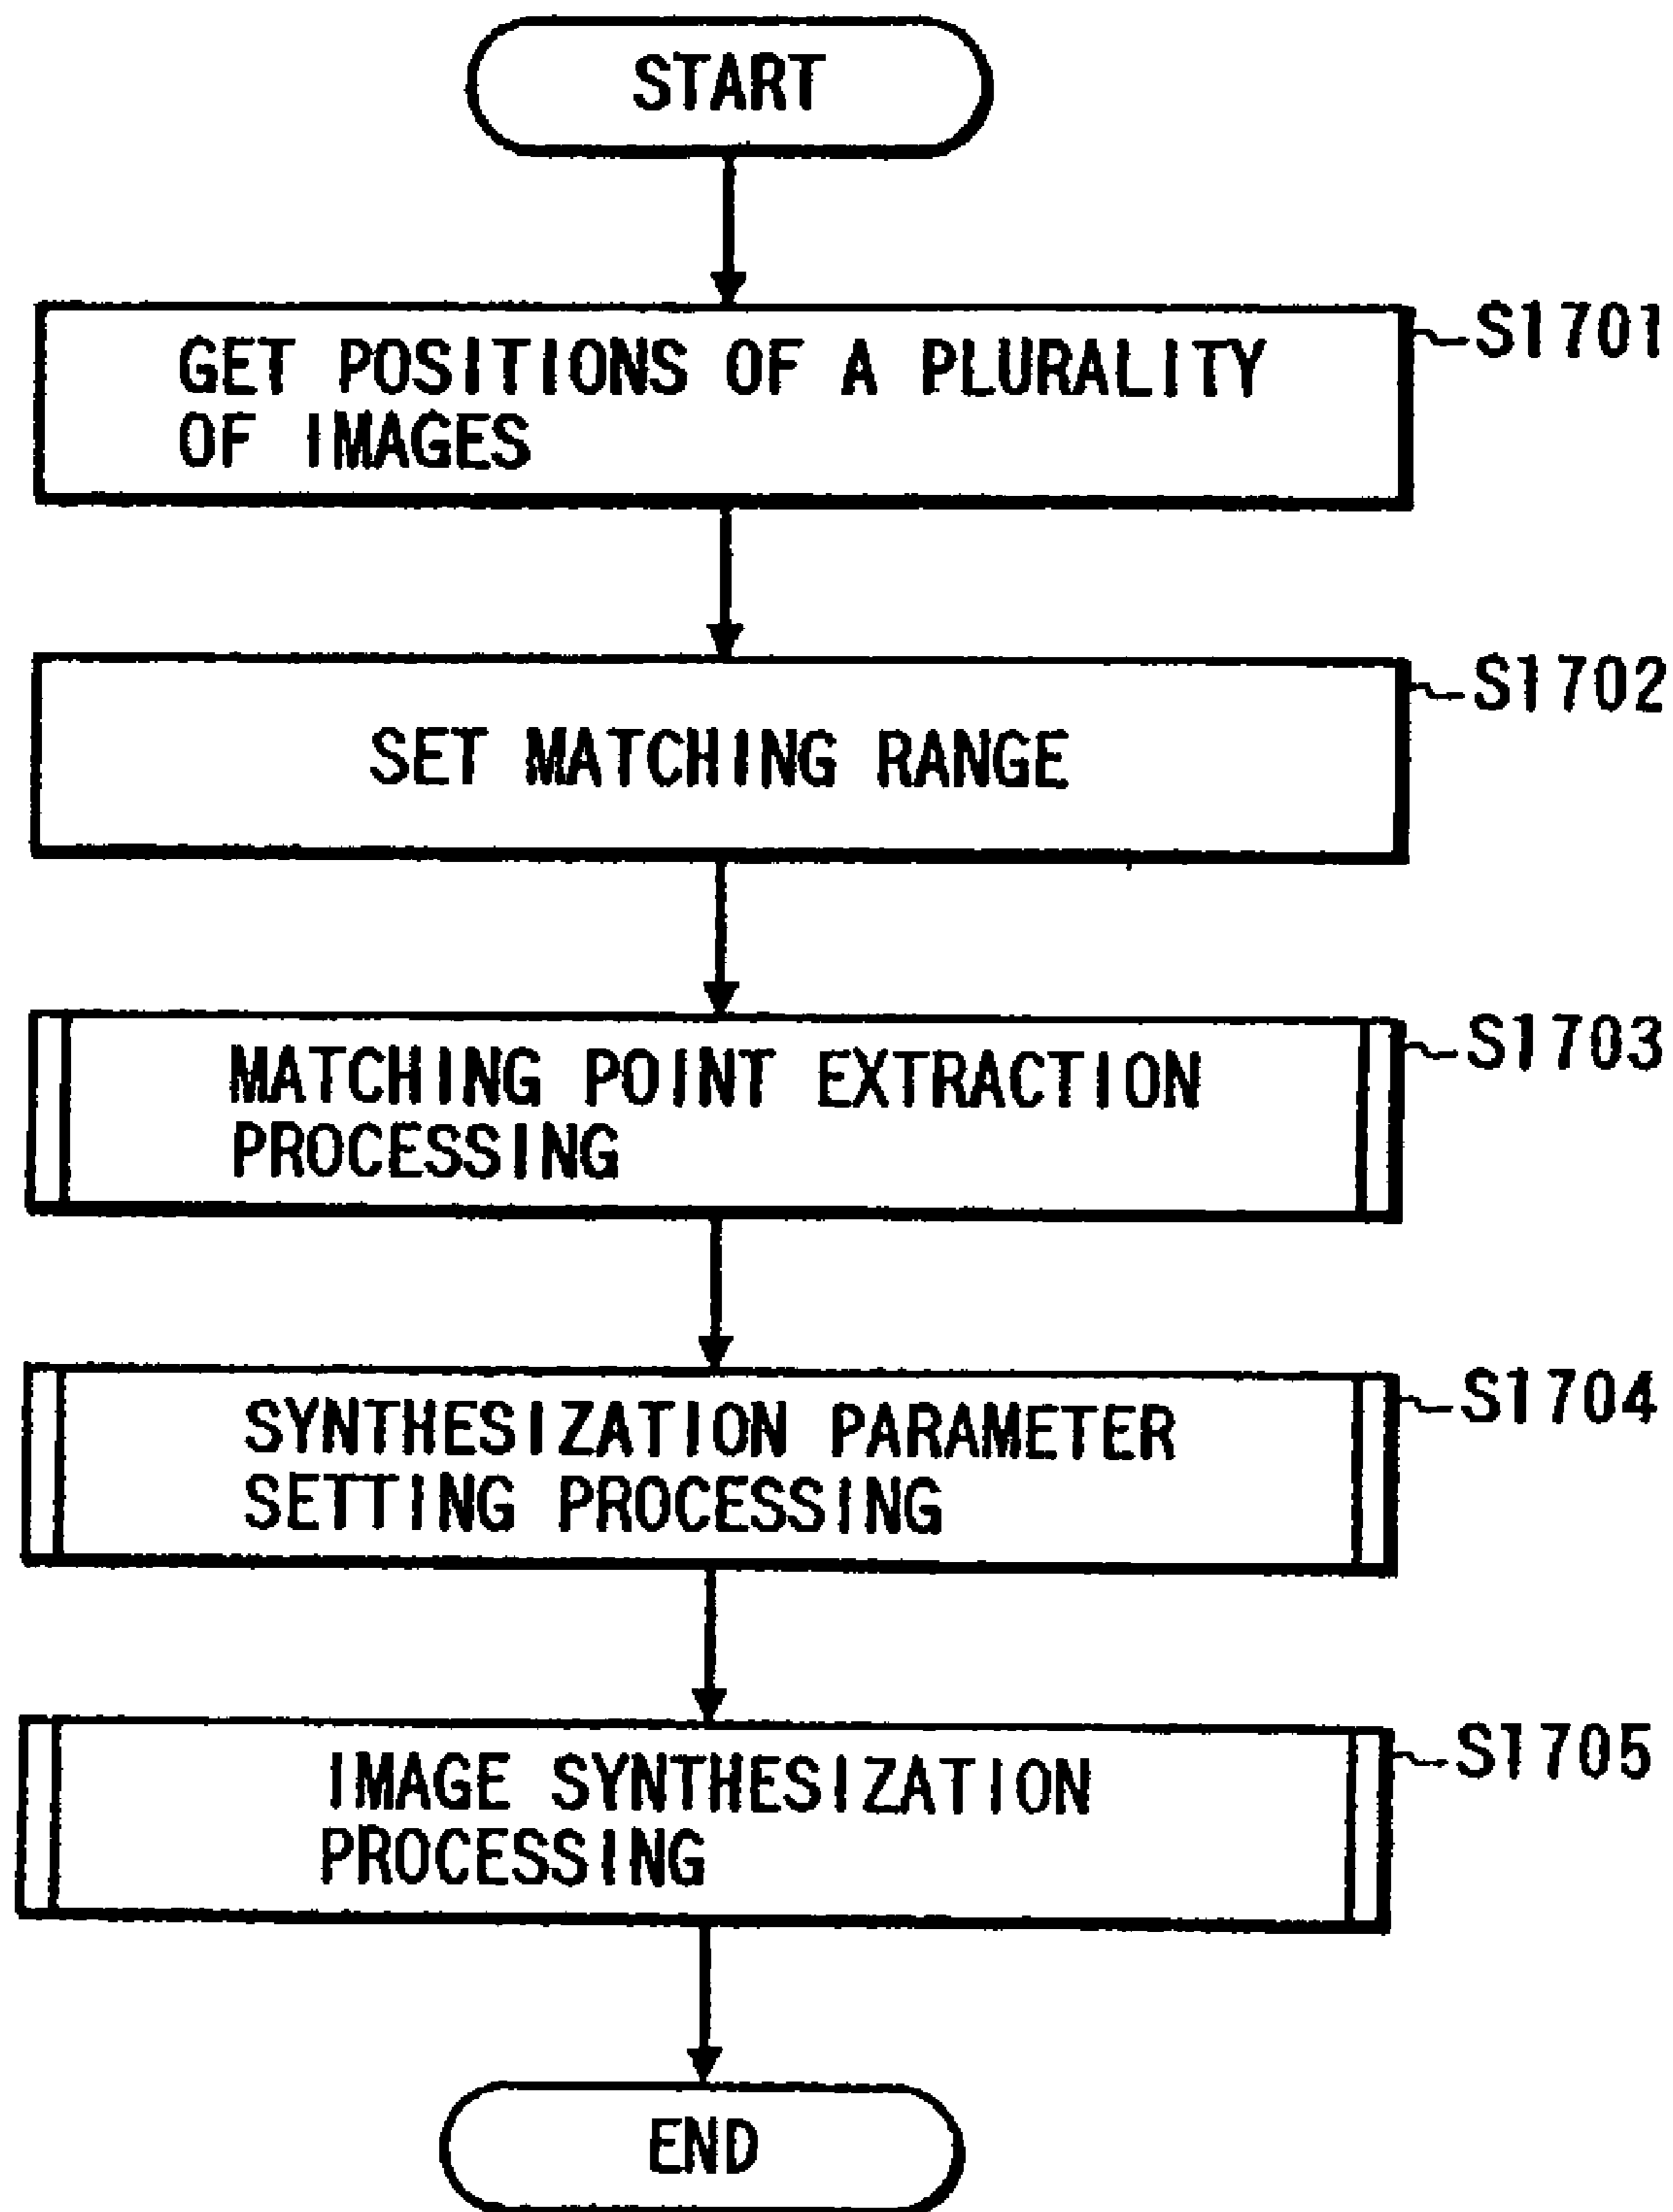 START
S1701
GET POSITIONS OF A PLURALITY
OF IMAGES
S1702
SET MATCHING RANGE
S1703
MATCHING POINT EXTRACTION
PROCESSING
S1704
SYNTHESIZATION PARAMETER
SETTING PROCESSING
S1705
IMAGE SYNTHESIZATION
PROCESSING
END